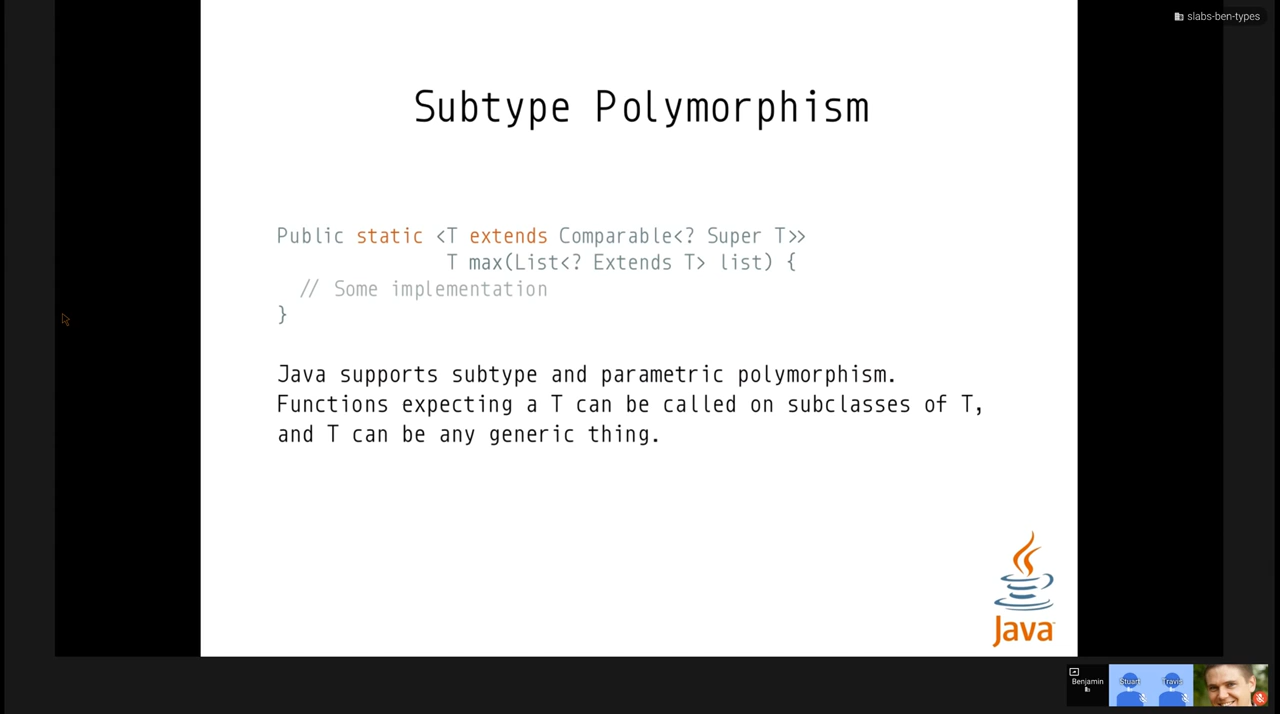 slabs-ben-types
Subtype Polymorphism
Public static <T extends Comparable<? Super T>>
T max(List<? Extends T> list) {
// Some implementation
}
Java supports subtype and parametric polymorphism.
Functions expecting a T can be called on subclasses of T,
and T can be any generic thing.
Java
Benjamin
Stuart
Travis